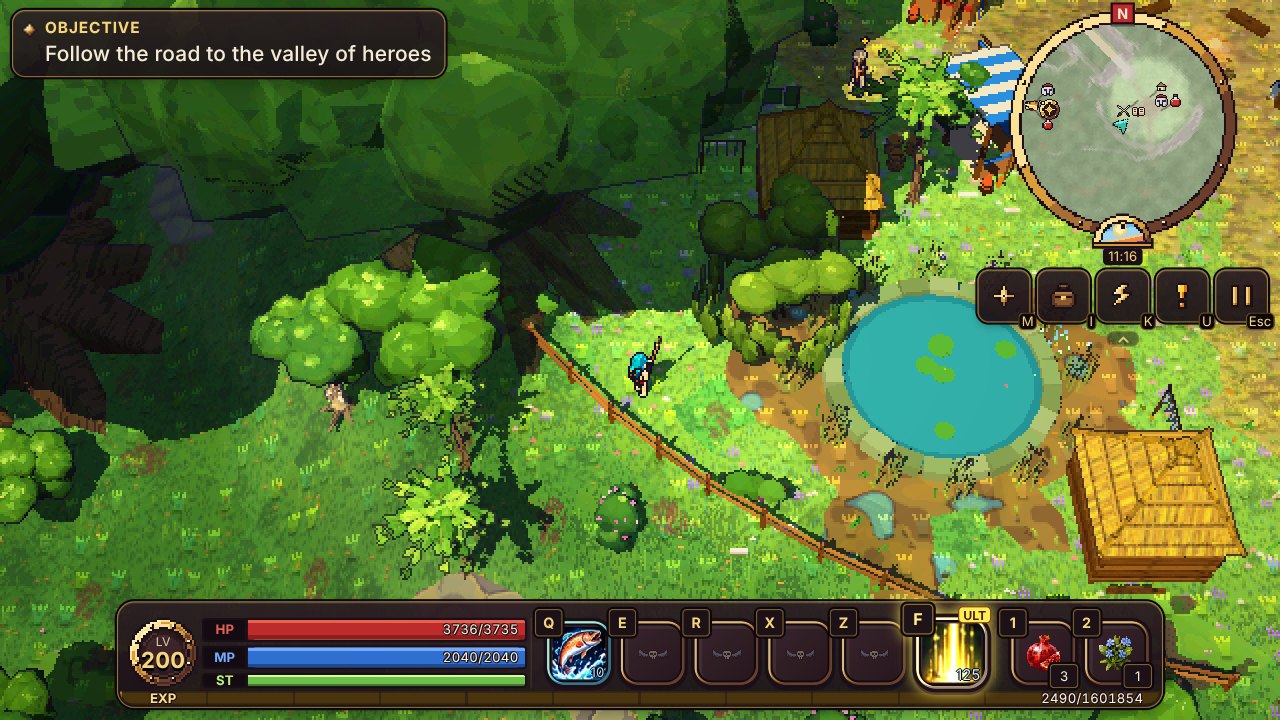 OBJECTIVE
Follow the road to the valley of heroes
N
11:16
M
I
K
U
Esc
HP
3736/3735
MP
2040/2040
ST
LV
200
EXP
Q
10
E
R
X
Z
F
ULT
125
1
3
2
1
2490/1601854